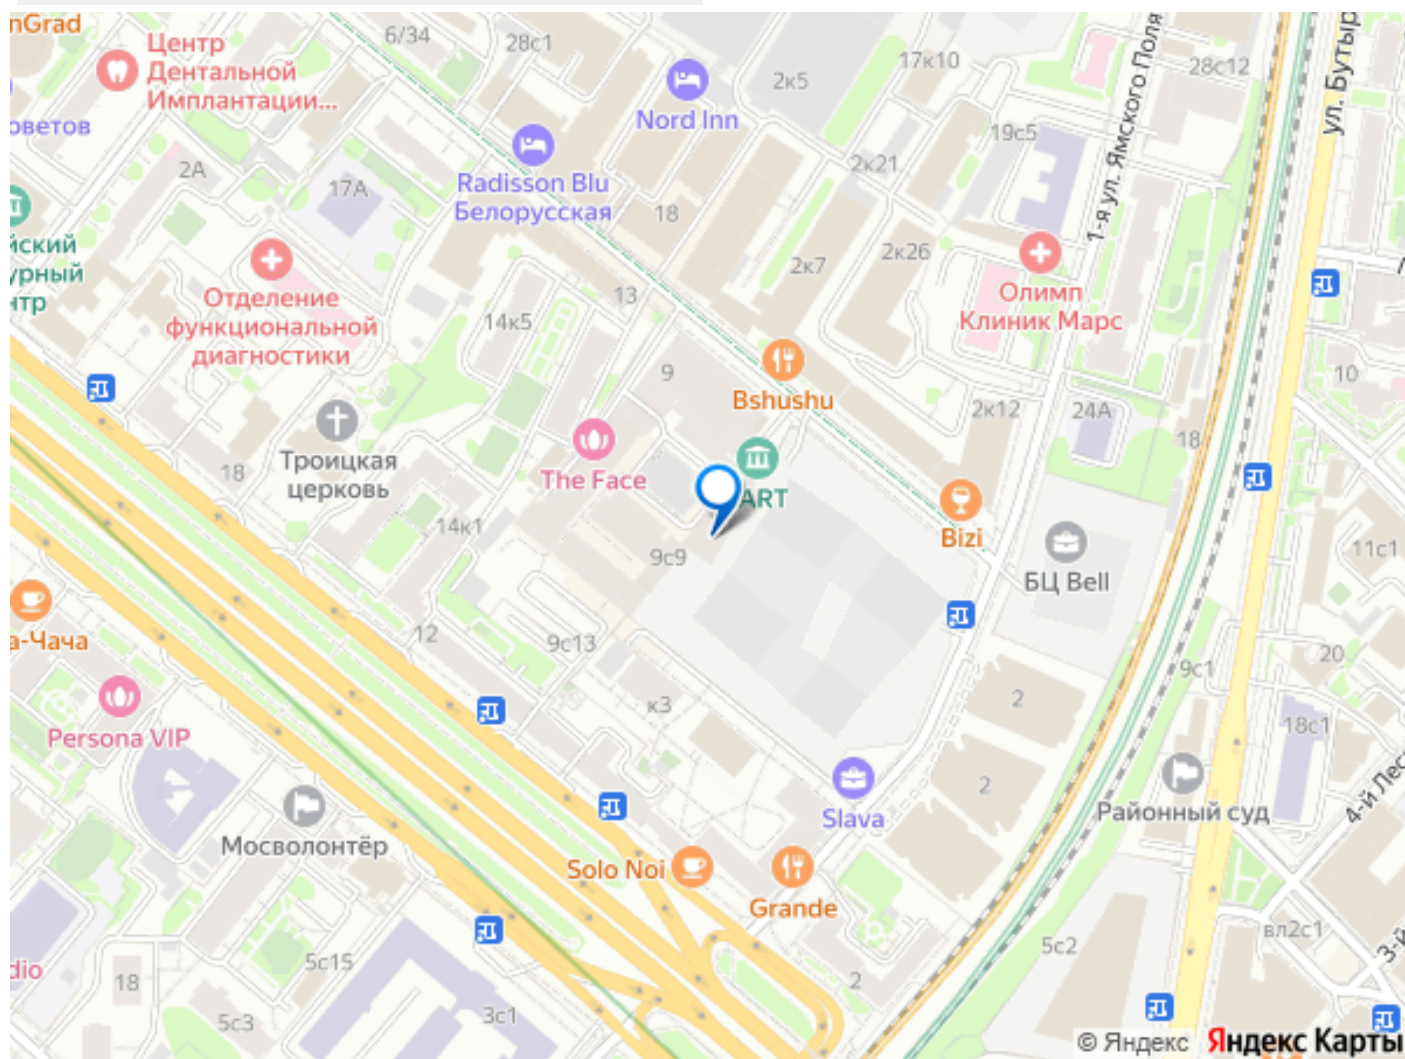 nGrad
Центр
Дентальной
Имплантации...
6/34
28с1
Nord Inn
2к5
17к10
28с12
ул. Бутыр
1-я ул. Ямского Поля
оветов
2А
17А
Radisson Blu
Белорусская
18
2к21
19с5
йский
урный
нтр
Отделение
функциональной
диагностики
13
14к5
2к7
2к26
Олимп
Клиник Марс
9
Bshushu
2к12
24А
10
18
Троицкая
церковь
18
The Face
ART
14к1
9с9
Bizi
БЦ Bell
11с1
а-Чача
12
9с13
к3
9с1
20
2
18с1
Persona VIP
2
Slava
Районный суд
4-й Лес
Мосволонтёр
Solo Noi
Grande
5с2
вл2с1
3-й
dio
18
5с15
5с3
3с1
2
© Яндекс
Яндекс Карты